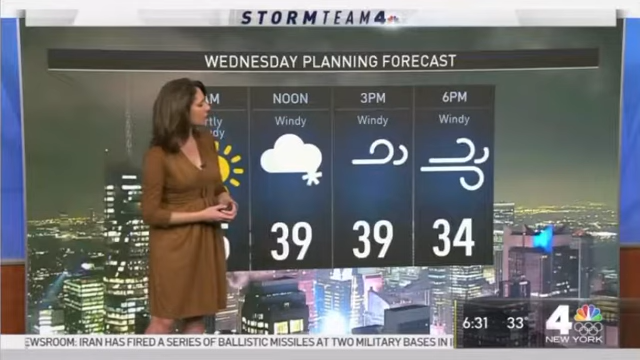 STORMTEAM4
WEDNESDAY PLANNING FORECAST
NOON 3PM 6PM
Windy Windy Windy
39 39 34
6:31 33 4
NEW YORK
EWSROOM: IRAN HAS FIRED A SERIES OF BALLISTIC MISSILES AT TWO MILITARY BASES IN I